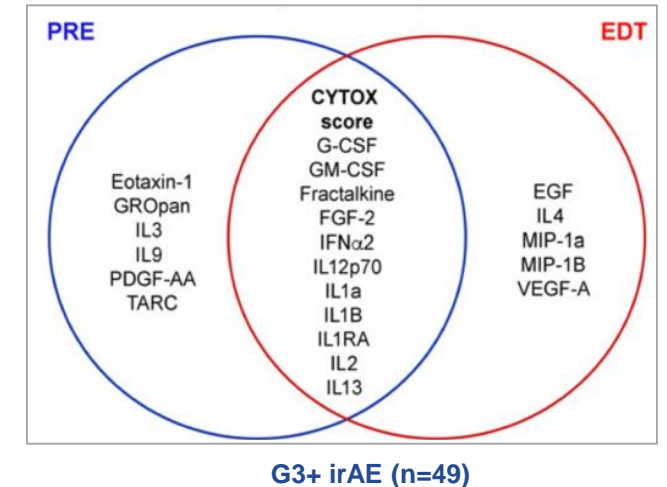 PRE
EDT
CYTOX
score
G-CSF
GM-CSF
Fractalkine
FGF-2
IFNα2
IL12p70
IL1a
IL1B
IL1RA
IL2
IL13
Eotaxin-1
GROpan
IL3
IL9
PDGF-AA
TARC
EGF
IL4
MIP-1a
MIP-1B
VEGF-A
G3+ irAE (n=49)